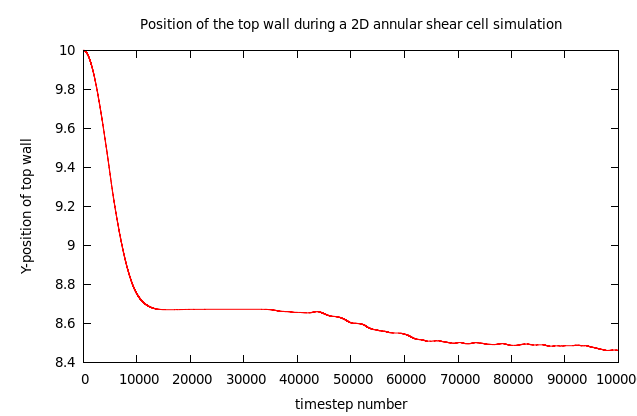 Position of the top wall during a 2D annular shear cell simulation
10
9.8
9.6
9.4
9.2
9
8.8
8.6
8.4
Y-position of top wall
0 10000 20000 30000 40000 50000 60000 70000 80000 90000 10000
timestep number